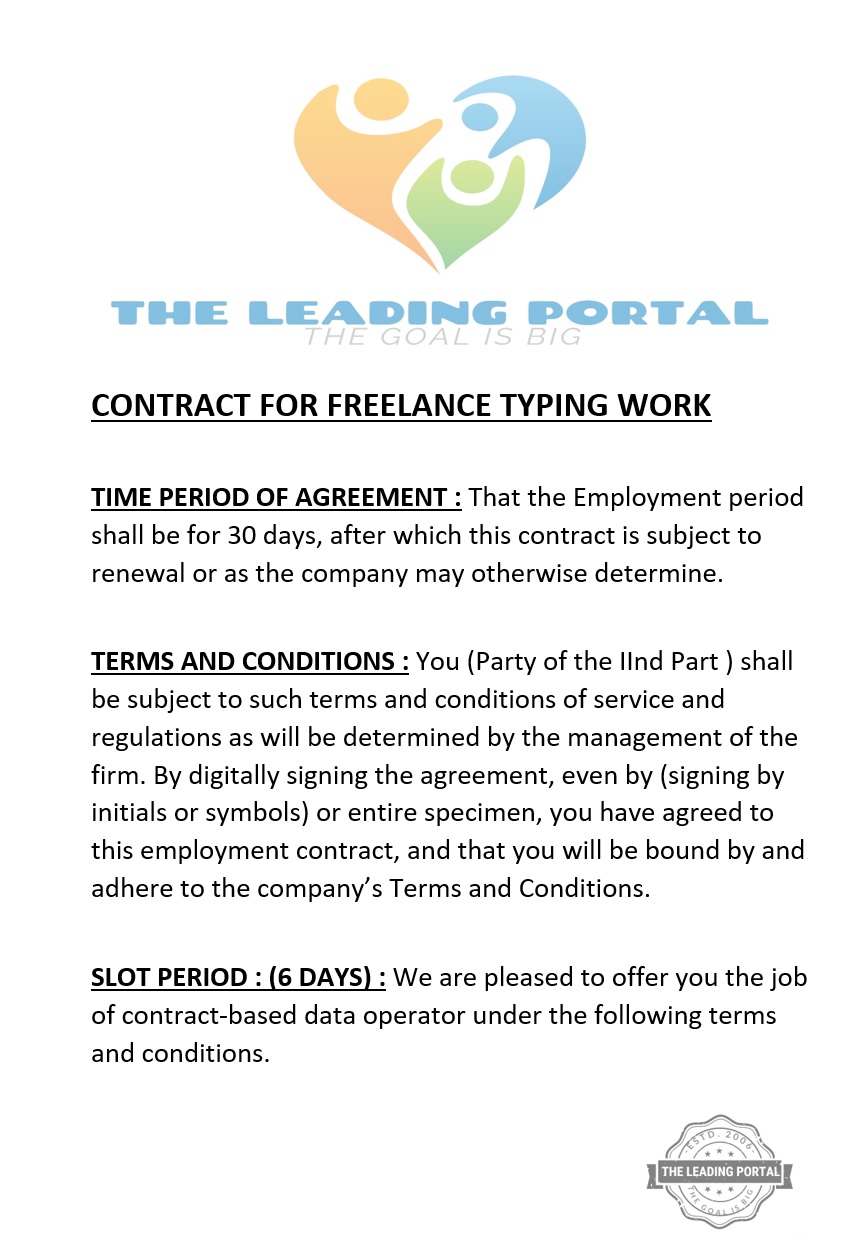 THE LEADING PORTAL
THE GOAL IS BIG
CONTRACT FOR FREELANCE TYPING WORK
TIME PERIOD OF AGREEMENT : That the Employment period
shall be for 30 days, after which this contract is subject to
renewal or as the company may otherwise determine.
TERMS AND CONDITIONS : You (Party of the IInd Part ) shall
be subject to such terms and conditions of service and
regulations as will be determined by the management of the
firm. By digitally signing the agreement, even by (signing by
initials or symbols) or entire specimen, you have agreed to
this employment contract, and that you will be bound by and
adhere to the company’s Terms and Conditions.
SLOT PERIOD : (6 DAYS) : We are pleased to offer you the job
of contract-based data operator under the following terms
and conditions.
ESTD. 2006
THE LEADING PORTAL
THE GOAL IS BIG